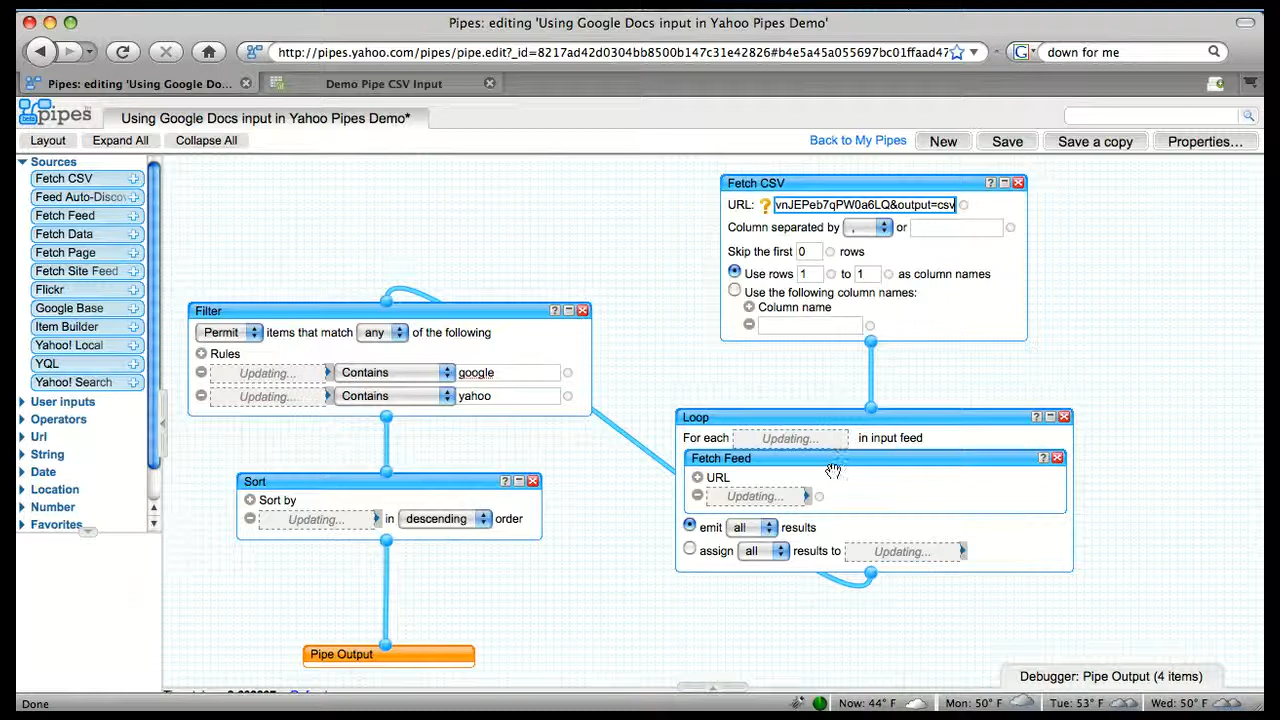 Pipes: editing 'Using Google Docs input in Yahoo Pipes Demo'
http://pipes.yahoo.com/pipes/pipe.edit?_id=8217ad42d0304bb8500b147c31e42826#b4e5a45a055697bc01ffaad47
down for me
Pipes: editing 'Using Google Do...
Demo Pipe CSV Input
pipes
beta
Using Google Docs input in Yahoo Pipes Demo*
Layout
Expand All
Collapse All
Back to My Pipes
New
Save
Save a copy
Properties...
Sources
Fetch CSV
Feed Auto-Discov
Fetch Feed
Fetch Data
Fetch Page
Fetch Site Feed
Flickr
Google Base
Item Builder
Yahoo! Local
YQL
Yahoo! Search
User inputs
Operators
Url
String
Date
Location
Number
Favorites
Fetch CSV
URL: ? vnJEPeb7qPW0a6LQ&output=csv
Column separated by , or
Skip the first 0 rows
Use rows 1 to 1 as column names
Use the following column names:
Column name
Filter
Permit items that match any of the following
Rules
Updating... Contains google
Updating... Contains yahoo
Loop
For each Updating... in input feed
Fetch Feed
URL
Updating...
emit all results
assign all results to Updating...
Sort
Sort by
Updating... in descending order
Pipe Output
Debugger: Pipe Output (4 items)
Done
Now: 44° F
Mon: 50° F
Tue: 53° F
Wed: 50° F